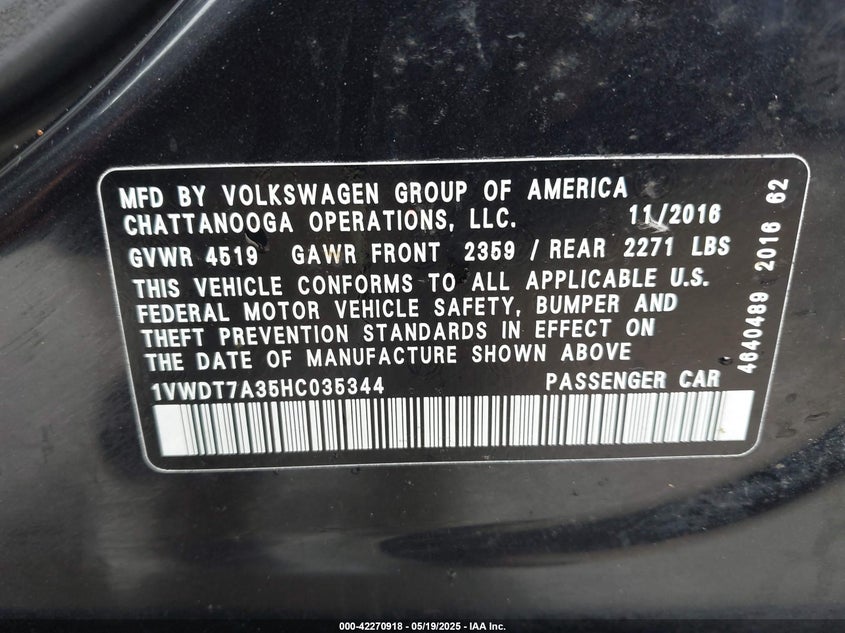 MFD BY VOLKSWAGEN GROUP OF AMERICA
CHATTANOOGA OPERATIONS, LLC. 11/2016
GVWR 4519 GAWR FRONT 2359 / REAR 2271 LBS
THIS VEHICLE CONFORMS TO ALL APPLICABLE U.S.
FEDERAL MOTOR VEHICLE SAFETY, BUMPER AND
THEFT PREVENTION STANDARDS IN EFFECT ON
THE DATE OF MANUFACTURE SHOWN ABOVE
1VWDT7A35HC035344 PASSENGER CAR
4640489 2016 62
000-42270918 - 05/19/2025 - IAA Inc.